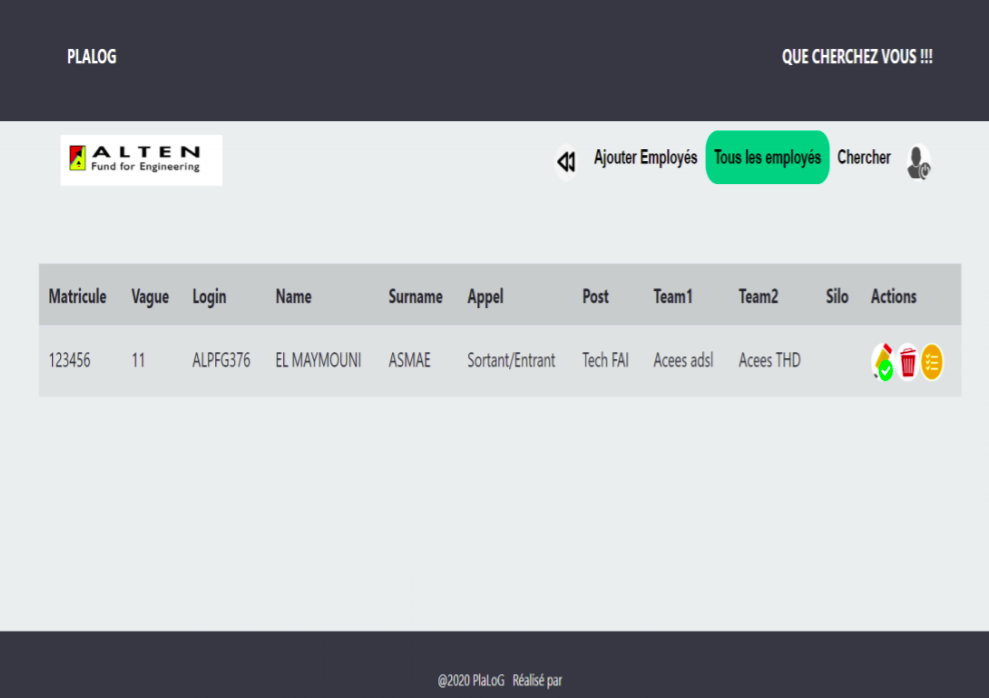 PLALOG QUE CHERCHEZ VOUS !!!
ALTEN
Fund for Engineering
Ajouter Employés Tous les employés Chercher
Matricule Vague Login Name Surname Appel Post Team1 Team2 Silo Actions
123456 11 ALPFG376 EL MAYMOUNI ASMAE Sortant/Entrant Tech FAI Acees adsl Acees THD
@2020 PlaLoG Réalisé par